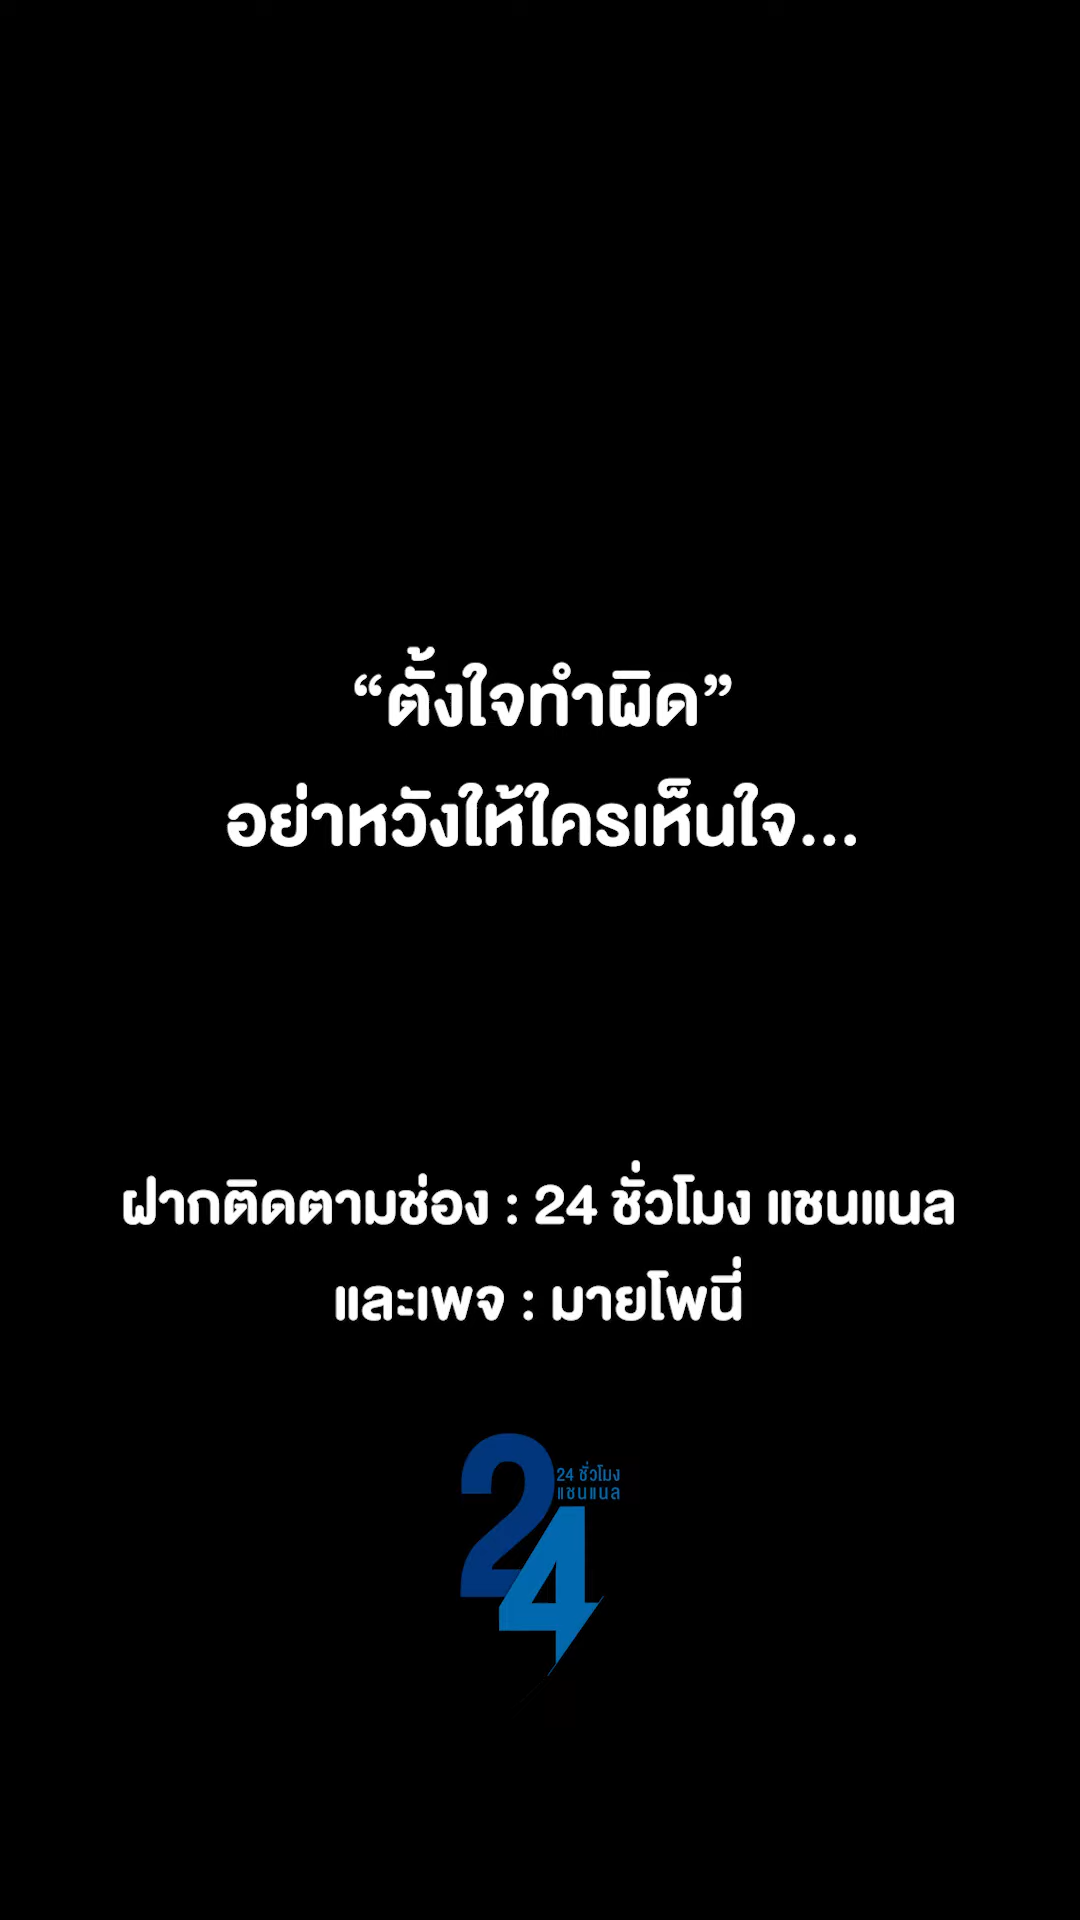 “ตั้งใจทำผิด”
อย่าหวังให้ใครเห็นใจ...
ฝากติดตามช่อง : 24 ชั่วโมง แชนแนล
และเพจ : มายโพนี่
24
24 ชั่วโมง
แชนแนล